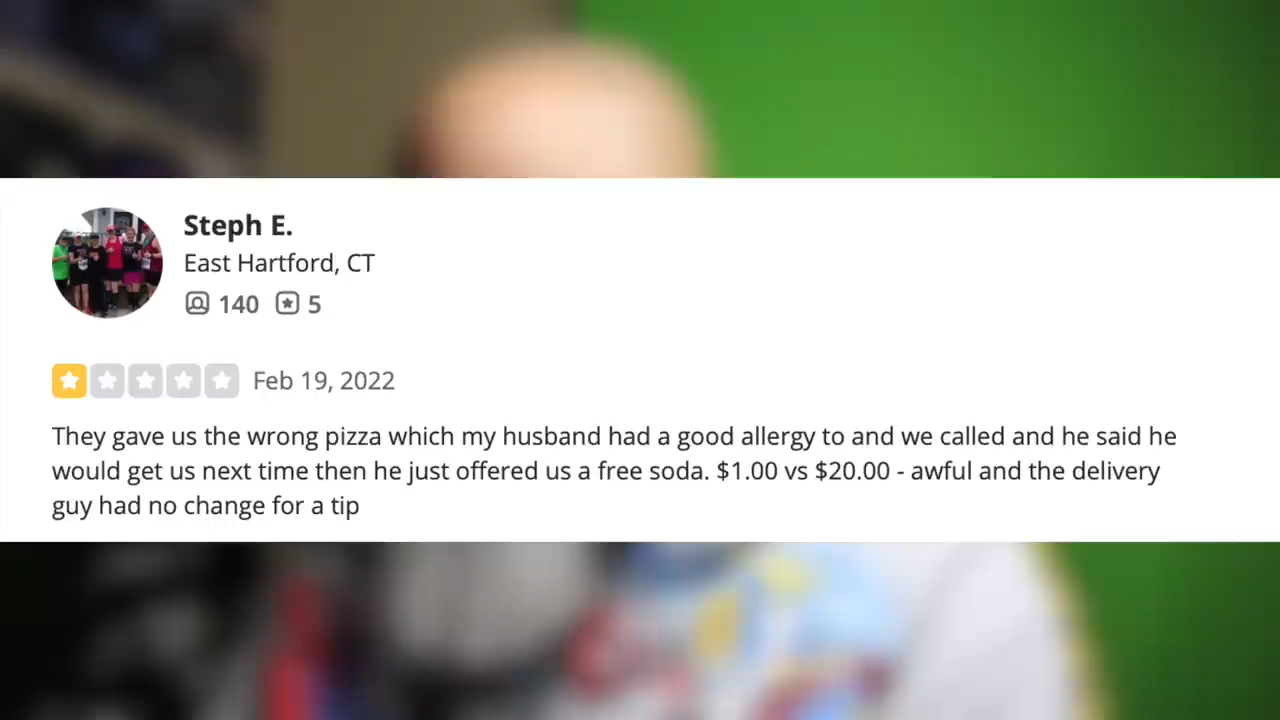 Steph E.
East Hartford, CT
140 5
Feb 19, 2022
They gave us the wrong pizza which my husband had a good allergy to and we called and he said he
would get us next time then he just offered us a free soda. $1.00 vs $20.00 - awful and the delivery
guy had no change for a tip